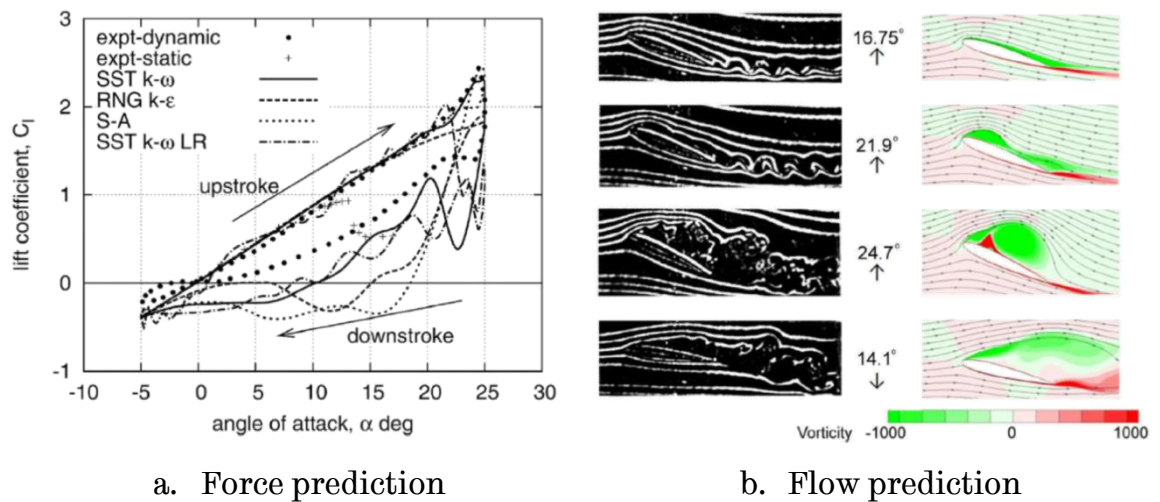 3
2
1
0
-1
-10
-5
0
5
10
15
20
25
30
lift coefficient, Cl
angle of attack, α deg
expt-dynamic
expt-static
SST k-ω
RNG k-ε
S-A
SST k-ω LR
upstroke
downstroke
a. Force prediction
16.75°
↑
21.9°
↑
24.7°
↑
14.1°
↓
Vorticity -1000 0 1000
b. Flow prediction